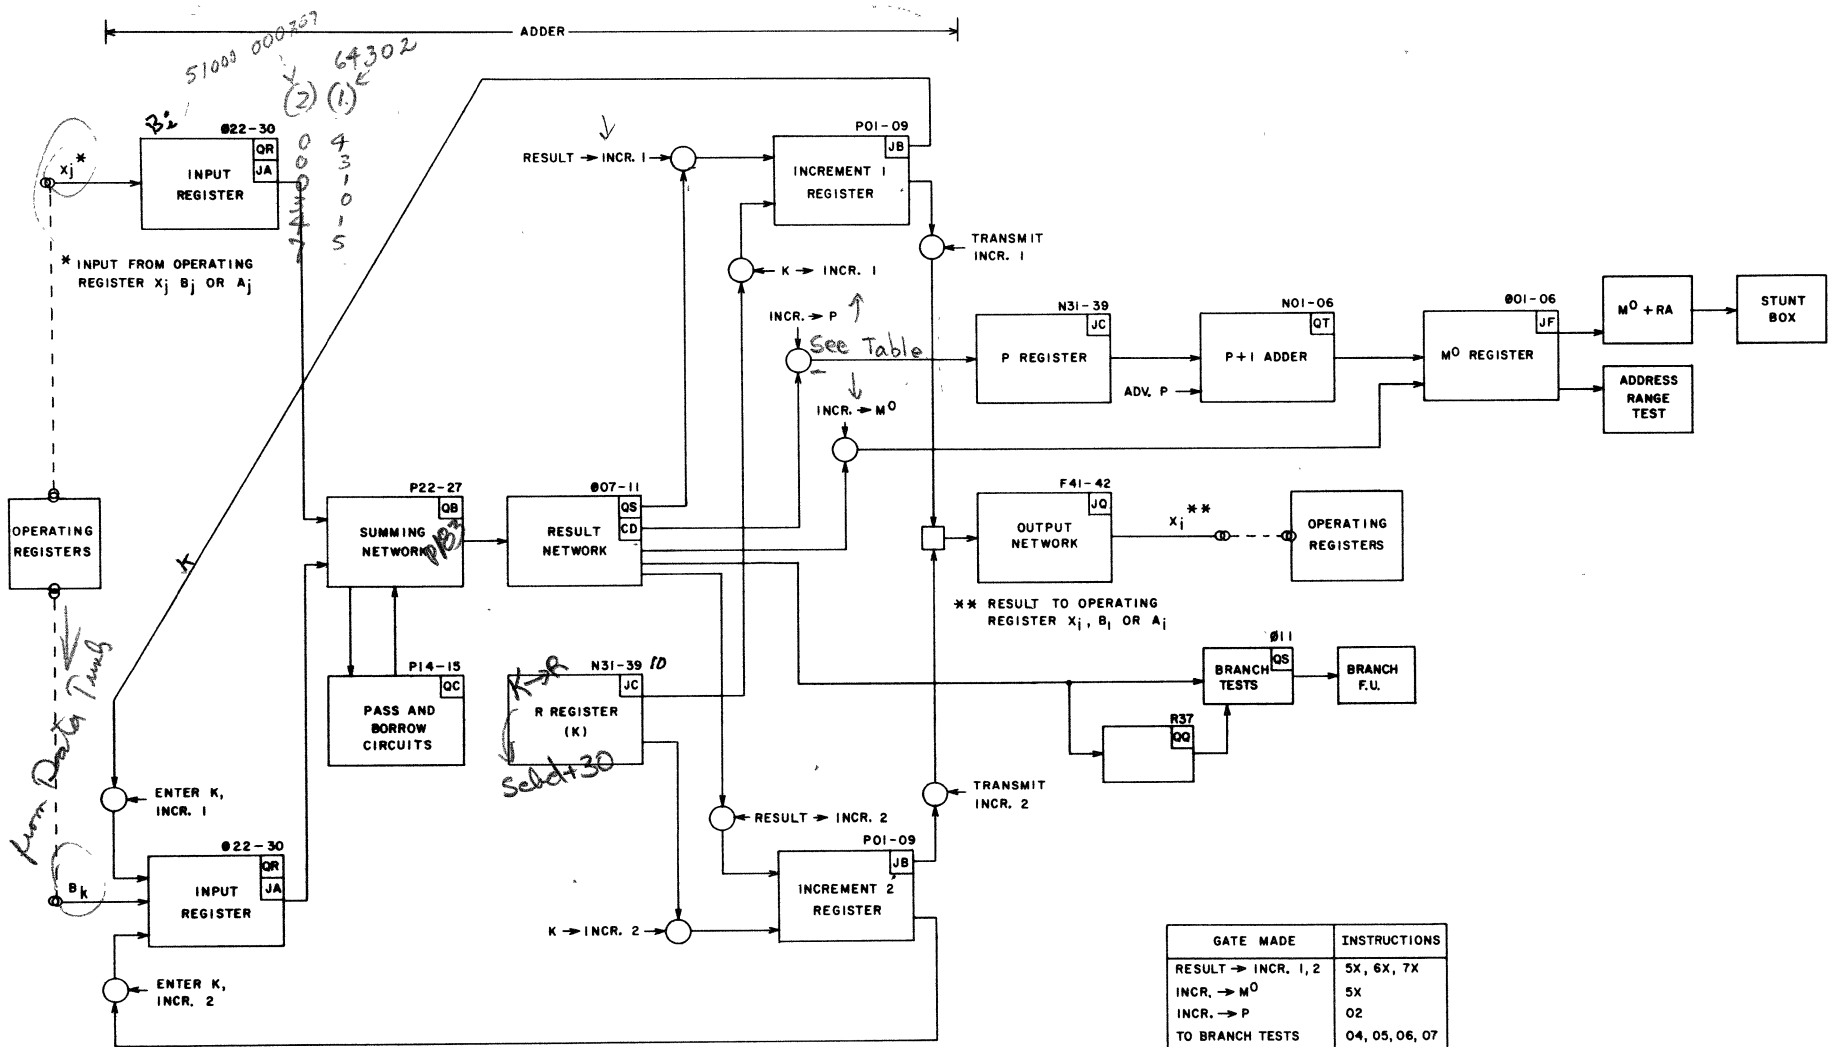 ADDER
51000 000207
64302
(2) (1)
0 4
0 3
0 1
0
1
5
Bi
Ø22-30
QR
JA
INPUT
REGISTER
Xj*
* INPUT FROM OPERATING
REGISTER Xj Bj OR Aj
RESULT → INCR. 1
P01-09
JB
INCREMENT 1
REGISTER
TRANSMIT
INCR. 1
K → INCR. 1
INCR. → P
See Table
INCR. → M⁰
N31-39
JC
P REGISTER
ADV. P
N01-06
QT
P+1 ADDER
Ø01-06
JF
M⁰ REGISTER
M⁰ + RA
STUNT
BOX
ADDRESS
RANGE
TEST
OPERATING
REGISTERS
K
P22-27
QB
SUMMING
NETWORK
Ø07-11
QS
CD
RESULT
NETWORK
F41-42
JQ
OUTPUT
NETWORK
Xi**
OPERATING
REGISTERS
** RESULT TO OPERATING
REGISTER Xi, Bi OR Ai
P14-15
QC
PASS AND
BORROW
CIRCUITS
N31-39
JC
K→R
R REGISTER
(K)
Ø11
QS
BRANCH
TESTS
BRANCH
F.U.
R37
QQ
from Data Trunk
ENTER K,
INCR. 1
Bk
Ø22-30
QR
JA
INPUT
REGISTER
ENTER K,
INCR. 2
RESULT → INCR. 2
K → INCR. 2
P01-09
JB
INCREMENT 2
REGISTER
TRANSMIT
INCR. 2
GATE MADE INSTRUCTIONS
RESULT → INCR. 1, 2 5X, 6X, 7X
INCR. → M⁰ 5X
INCR. → P 02
TO BRANCH TESTS 04, 05, 06, 07